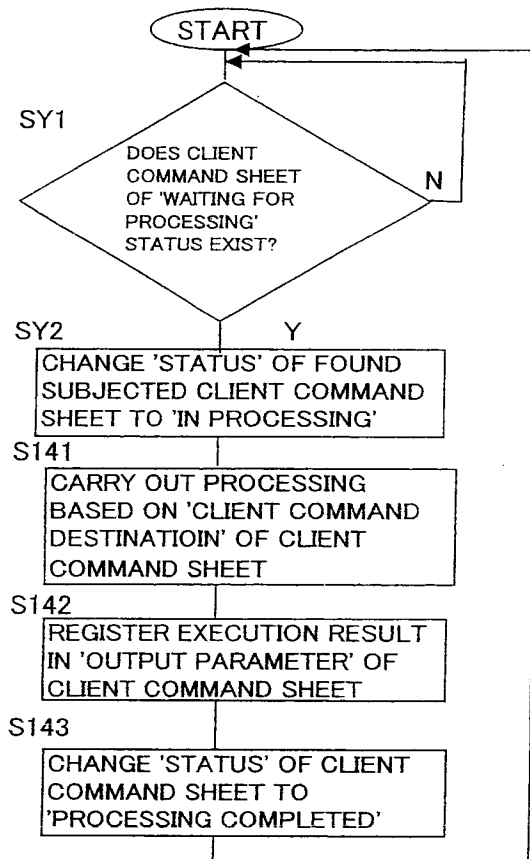 START
SY1
DOES CLIENT
COMMAND SHEET
OF 'WAITING FOR
PROCESSING'
STATUS EXIST?
N
SY2
Y
CHANGE 'STATUS' OF FOUND
SUBJECTED CLIENT COMMAND
SHEET TO 'IN PROCESSING'
S141
CARRY OUT PROCESSING
BASED ON 'CLIENT COMMAND
DESTINATIOIN' OF CLIENT
COMMAND SHEET
S142
REGISTER EXECUTION RESULT
IN 'OUTPUT PARAMETER' OF
CLIENT COMMAND SHEET
S143
CHANGE 'STATUS' OF CLIENT
COMMAND SHEET TO
'PROCESSING COMPLETED'